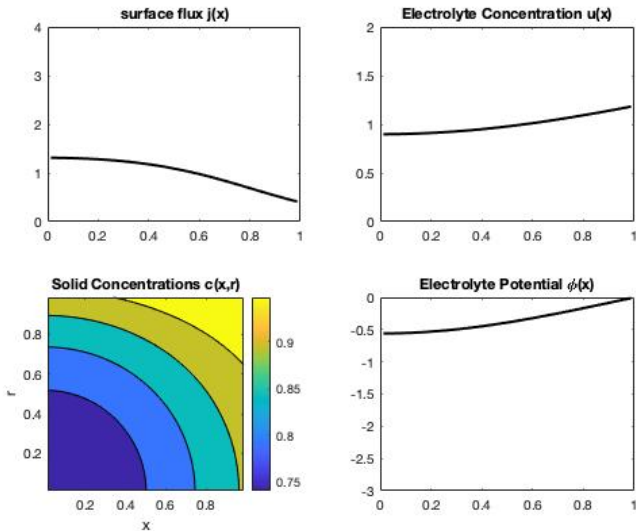 surface flux j(x)
4
3
2
1
0
0.2 0.4 0.6 0.8 1
Electrolyte Concentration u(x)
2
1.5
1
0.5
0
0 0.2 0.4 0.6 0.8 1
Solid Concentrations c(x,r)
r
0.8
0.6
0.4
0.2
0.2 0.4 0.6 0.8
x
0.9
0.85
0.8
0.75
Electrolyte Potential ϕ(x)
0
-0.5
-1
-1.5
-2
-2.5
-3
0 0.2 0.4 0.6 0.8 1